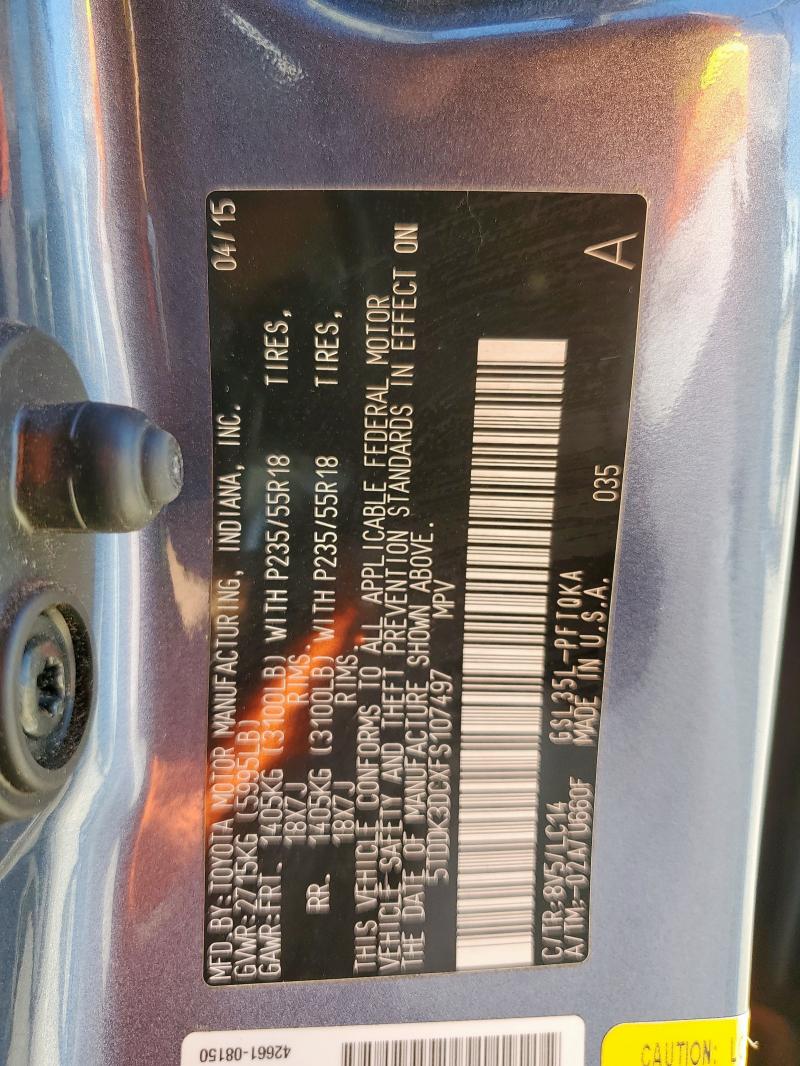 MFD.BY:TOYOTA MOTOR MANUFACTURING, INDIANA, INC. 04/15
GVWR:2715KG (5995LB)
GAWR:FRT. 1405KG (3100LB) WITH P235/55R18 TIRES,
18X7J RIMS.
RR. 1405KG (3100LB) WITH P235/55R18 TIRES,
18X7J RIMS.
THIS VEHICLE CONFORMS TO ALL APPLICABLE FEDERAL MOTOR
VEHICLE SAFETY AND THEFT PREVENTION STANDARDS IN EFFECT ON
THE DATE OF MANUFACTURE SHOWN ABOVE.
5TDDK3DCXFS107497 MPV
C/TR:8V5/LC14 GSL35L-PFTQKA
A/TM:-02A/U660F MADE IN U.S.A. 035 A
42661-08150
CAUTION: